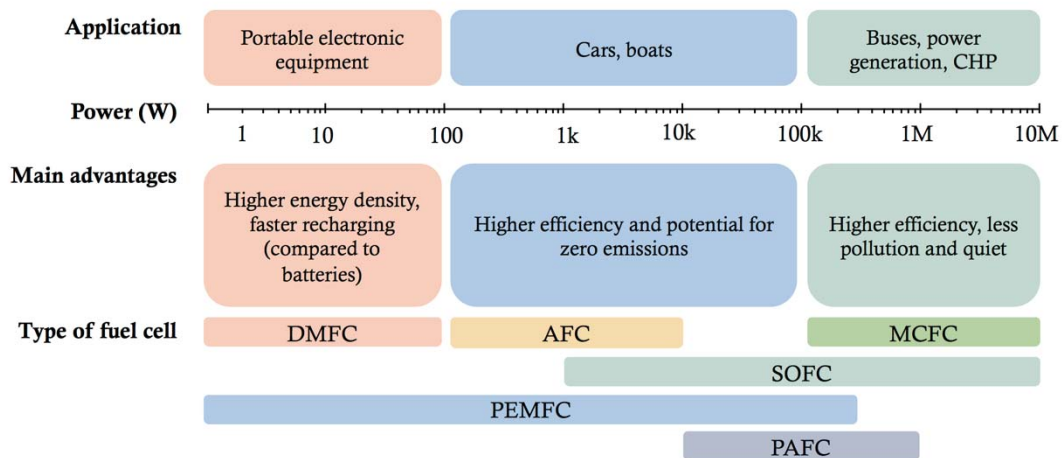 Application
Portable electronic
equipment
Cars, boats
Buses, power
generation, CHP
Power (W)
1 10 100 1k 10k 100k 1M 10M
Main advantages
Higher energy density,
faster recharging
(compared to
batteries)
Higher efficiency and potential for
zero emissions
Higher efficiency, less
pollution and quiet
Type of fuel cell
DMFC AFC MCFC
SOFC
PEMFC
PAFC